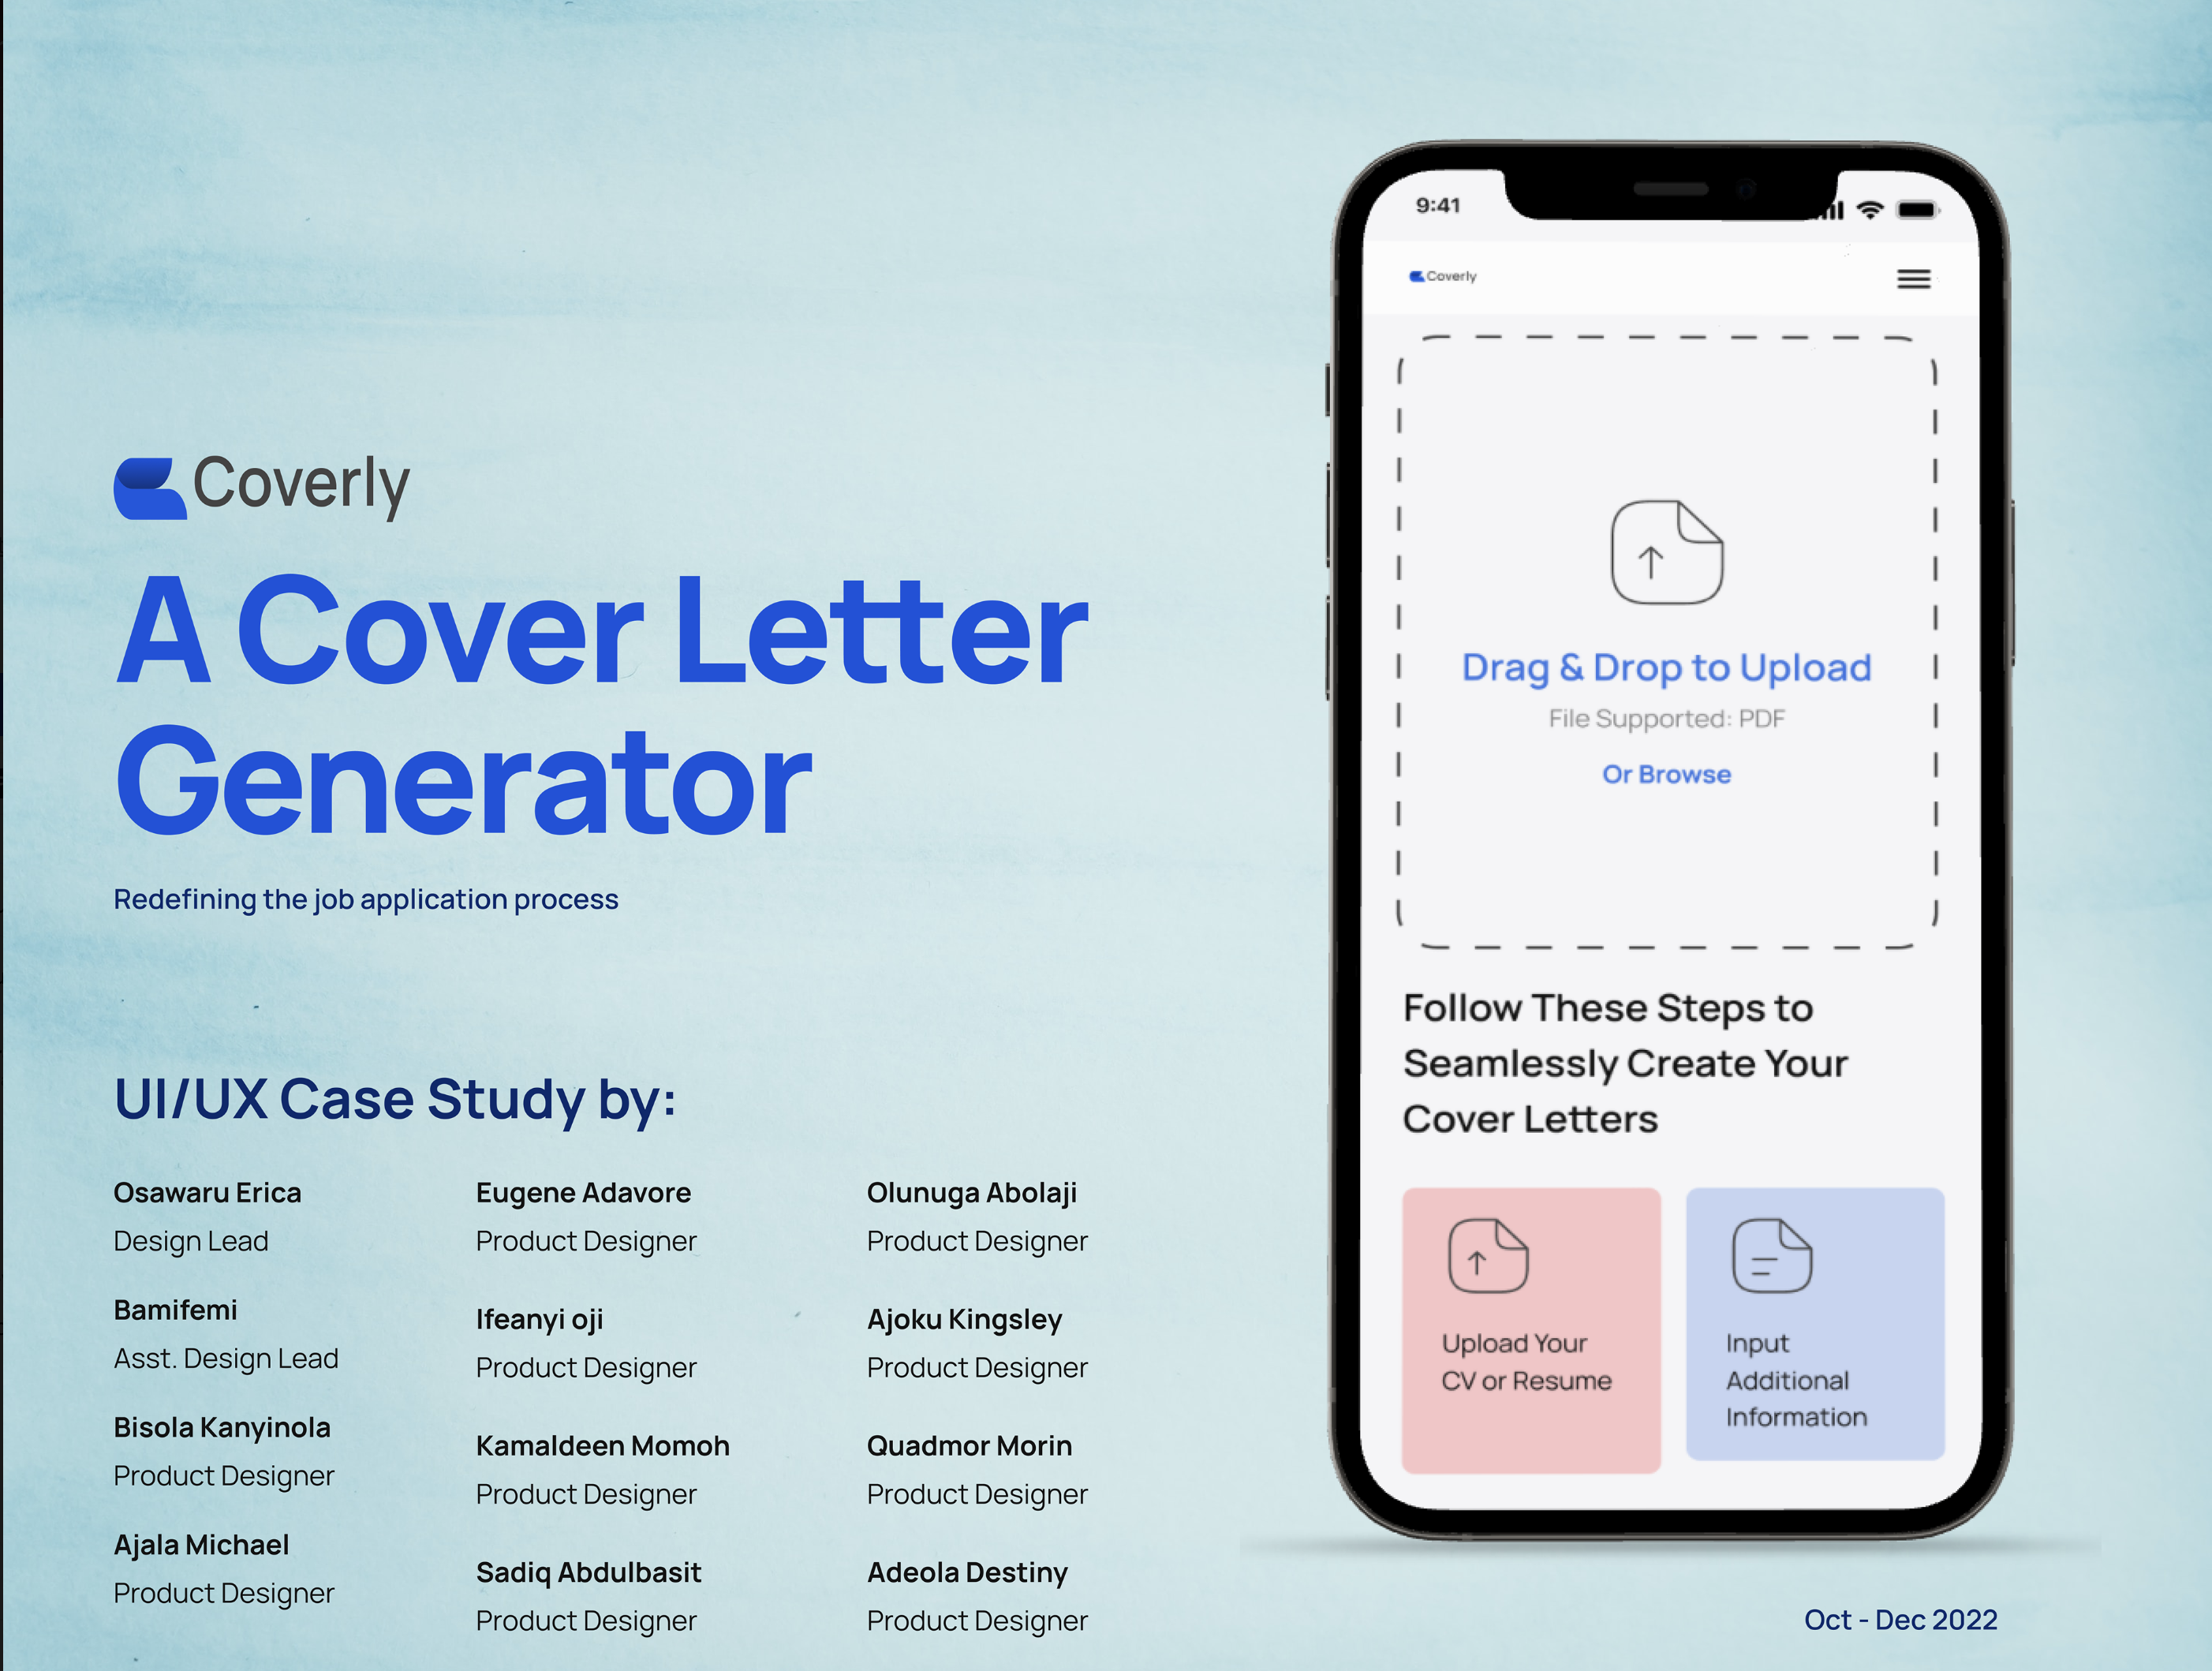 Coverly
A Cover Letter
Generator
Redefining the job application process
UI/UX Case Study by:
Osawaru Erica
Design Lead
Bamifemi
Asst. Design Lead
Bisola Kanyinola
Product Designer
Ajala Michael
Product Designer
Eugene Adavore
Product Designer
Ifeanyi oji
Product Designer
Kamaldeen Momoh
Product Designer
Sadiq Abdulbasit
Product Designer
Olunuga Abolaji
Product Designer
Ajoku Kingsley
Product Designer
Quadmor Morin
Product Designer
Adeola Destiny
Product Designer
9:41
Coverly
Drag & Drop to Upload
File Supported: PDF
Or Browse
Follow These Steps to
Seamlessly Create Your
Cover Letters
Upload Your
CV or Resume
Input
Additional
Information
Oct - Dec 2022